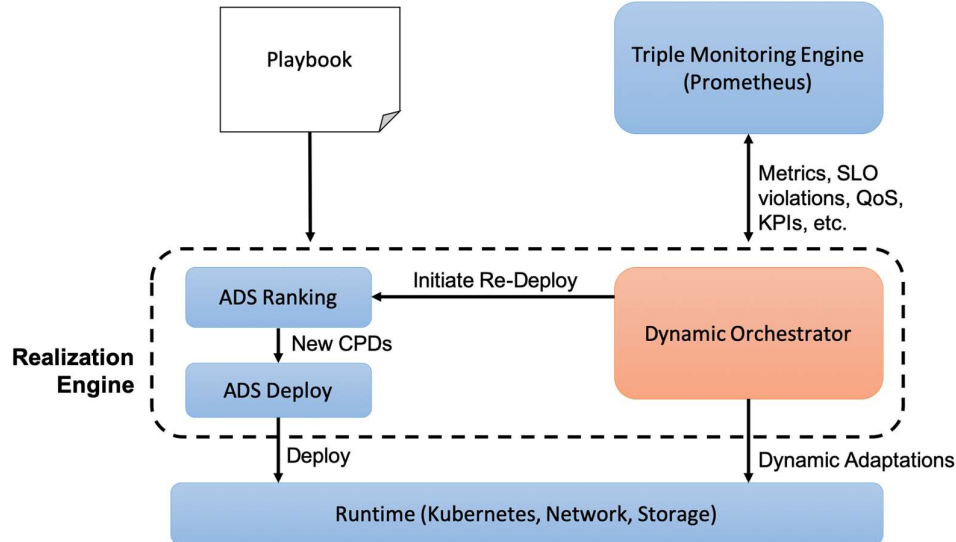 Playbook
Triple Monitoring Engine
(Prometheus)
Metrics, SLO
violations, QoS,
KPIs, etc.
Initiate Re-Deploy
ADS Ranking
Dynamic Orchestrator
New CPDs
Realization
Engine
ADS Deploy
Deploy
Dynamic Adaptations
Runtime (Kubernetes, Network, Storage)